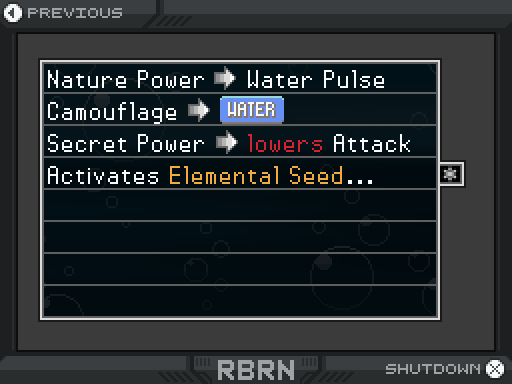 PREVIOUS
Nature Power Water Pulse
Camouflage WATER
Secret Power lowers Attack
Activates Elemental Seed...
RBRN
SHUTDOWN